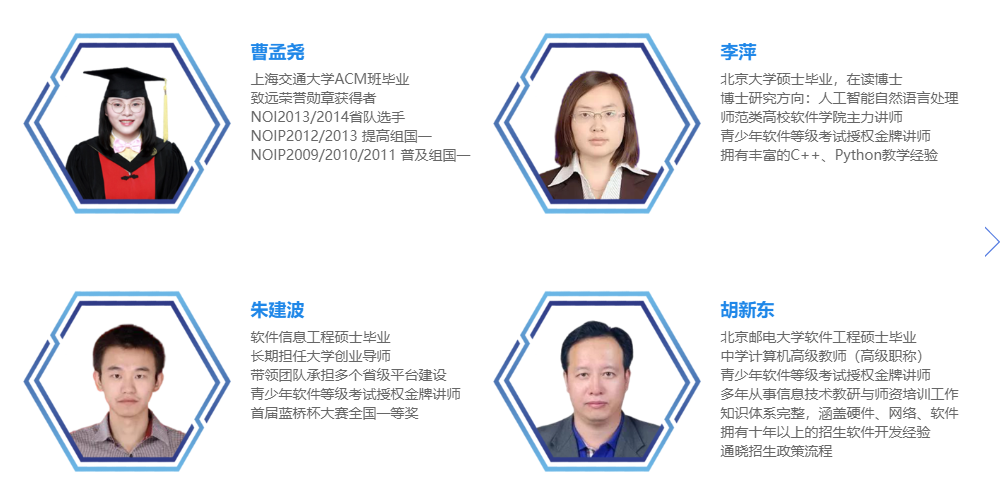 曹孟尧
上海交通大学ACM班毕业
致远荣誉勋章获得者
NOI2013/2014省队选手
NOIP2012/2013 提高组国一
NOIP2009/2010/2011 普及组国一
李萍
北京大学硕士毕业，在读博士
博士研究方向：人工智能自然语言处理
师范类高校软件学院主力讲师
青少年软件等级考试授权金牌讲师
拥有丰富的C++、Python教学经验
朱建波
软件信息工程硕士毕业
长期担任大学创业导师
带领团队承担多个省级平台建设
青少年软件等级考试授权金牌讲师
首届蓝桥杯大赛全国一等奖
胡新东
北京邮电大学软件工程硕士毕业
中学计算机高级教师（高级职称）
青少年软件等级考试授权金牌讲师
多年从事信息技术教研与师资培训工作
知识体系完整，涵盖硬件、网络、软件
拥有十年以上的招生软件开发经验
通晓招生政策流程